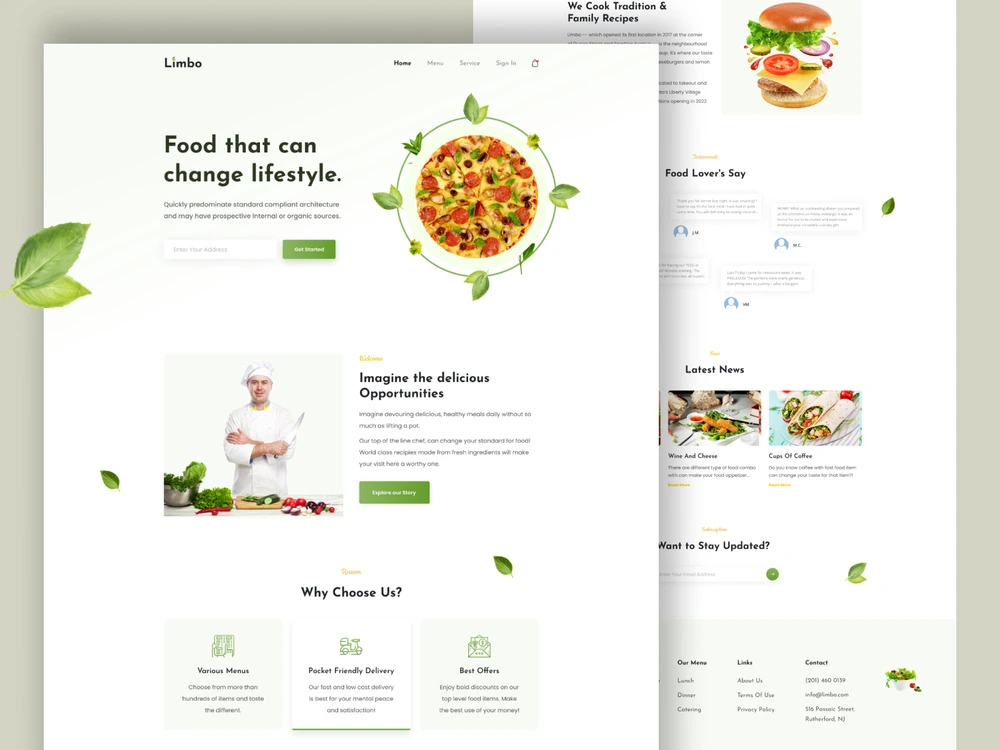 Limbo
Home
Menu
Service
Sign In
Food that can
change lifestyle.
Quickly predominate standard compliant architecture
and may have prospective Internal or organic sources.
Enter Your Address
Get Started
Welcome
Imagine the delicious
Opportunities
Imagine devouring delicious, healthy meals daily without so
much as lifting a pot.
Our top of the line chef, can change your standard for food!
World class recipies made from fresh ingredients will make
your visit here a worthy one.
Explore our Story
Reason
Why Choose Us?
Various Menus
Choose from more than
hundreds of items and taste
the different.
Pocket Friendly Delivery
Our fast and low cost delivery
is best for your mental peace
and satisfaction!
Best Offers
Enjoy bold discounts on our
top level food items. Make
the best use of your money!
We Cook Tradition &
Family Recipes
Limbo -- which opened its first location in 2017 at the corner
is the neighbourhood
It's where our taste
cheeseburgers and lemon
to takeout and
Liberty Village
opening in 2022
Testimonials
Food Lover's Say
J.M.
M.C.
VM
News
Latest News
Wine And Cheese
There are different type of food combo
with can make your food appetizer...
Read More
Cups Of Coffee
Do you know coffee with fast food item
can change your taste for that item!?!
Read More
Subscription
Want to Stay Updated?
Enter Your Email Address
Our Menu
Lunch
Dinner
Catering
Links
About Us
Terms Of Use
Privacy Policy
Contact
(201) 460 0139
info@limbo.com
516 Passaic Street,
Rutherford, NJ